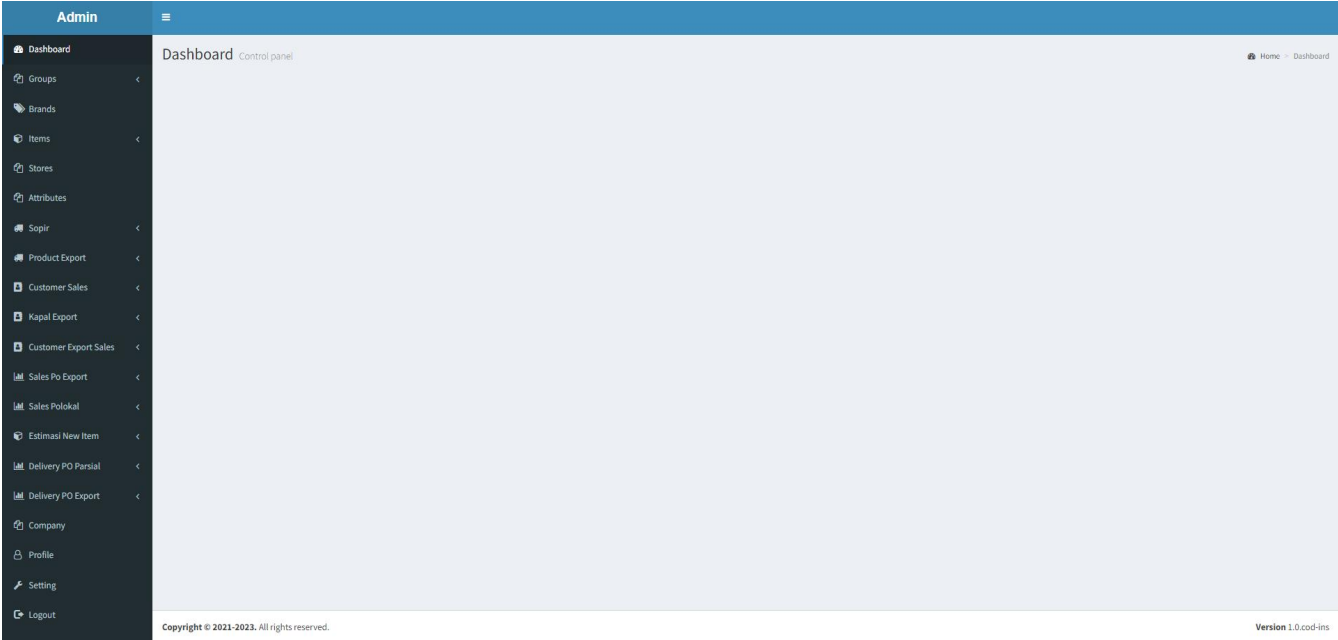 Admin
Dashboard
Groups
Brands
Items
Stores
Attributes
Sopir
Product Export
Customer Sales
Kapal Export
Customer Export Sales
Sales Po Export
Sales Polokal
Estimasi New Item
Delivery PO Parsial
Delivery PO Export
Company
Profile
Setting
Logout
Dashboard Control panel
Home > Dashboard
Copyright © 2021-2023. All rights reserved.
Version 1.0.cod-ins